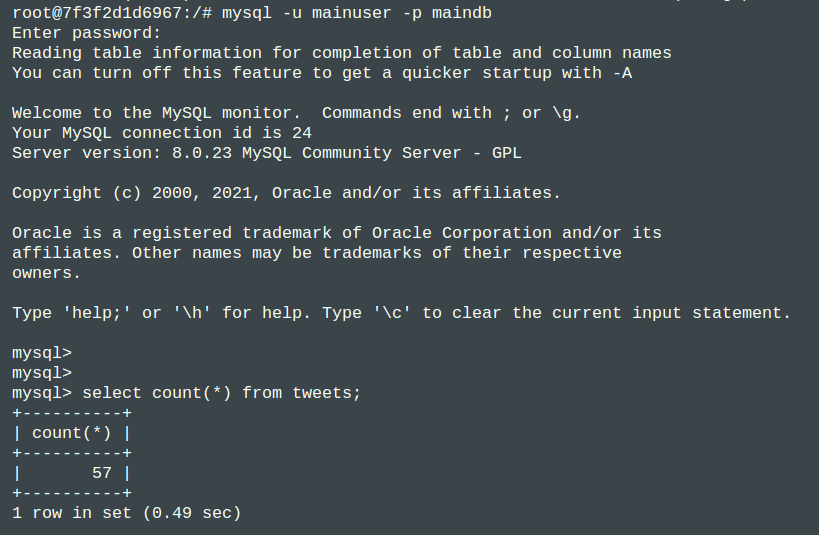 root@7f3f2d1d6967:/# mysql -u mainuser -p maindb
Enter password:
Reading table information for completion of table and column names
You can turn off this feature to get a quicker startup with -A
Welcome to the MySQL monitor.  Commands end with ; or \g.
Your MySQL connection id is 24
Server version: 8.0.23 MySQL Community Server - GPL
Copyright (c) 2000, 2021, Oracle and/or its affiliates.
Oracle is a registered trademark of Oracle Corporation and/or its
affiliates. Other names may be trademarks of their respective
owners.
Type 'help;' or '\h' for help. Type '\c' to clear the current input statement.
mysql>
mysql>
mysql> select count(*) from tweets;
+----------+
| count(*) |
+----------+
|       57 |
+----------+
1 row in set (0.49 sec)